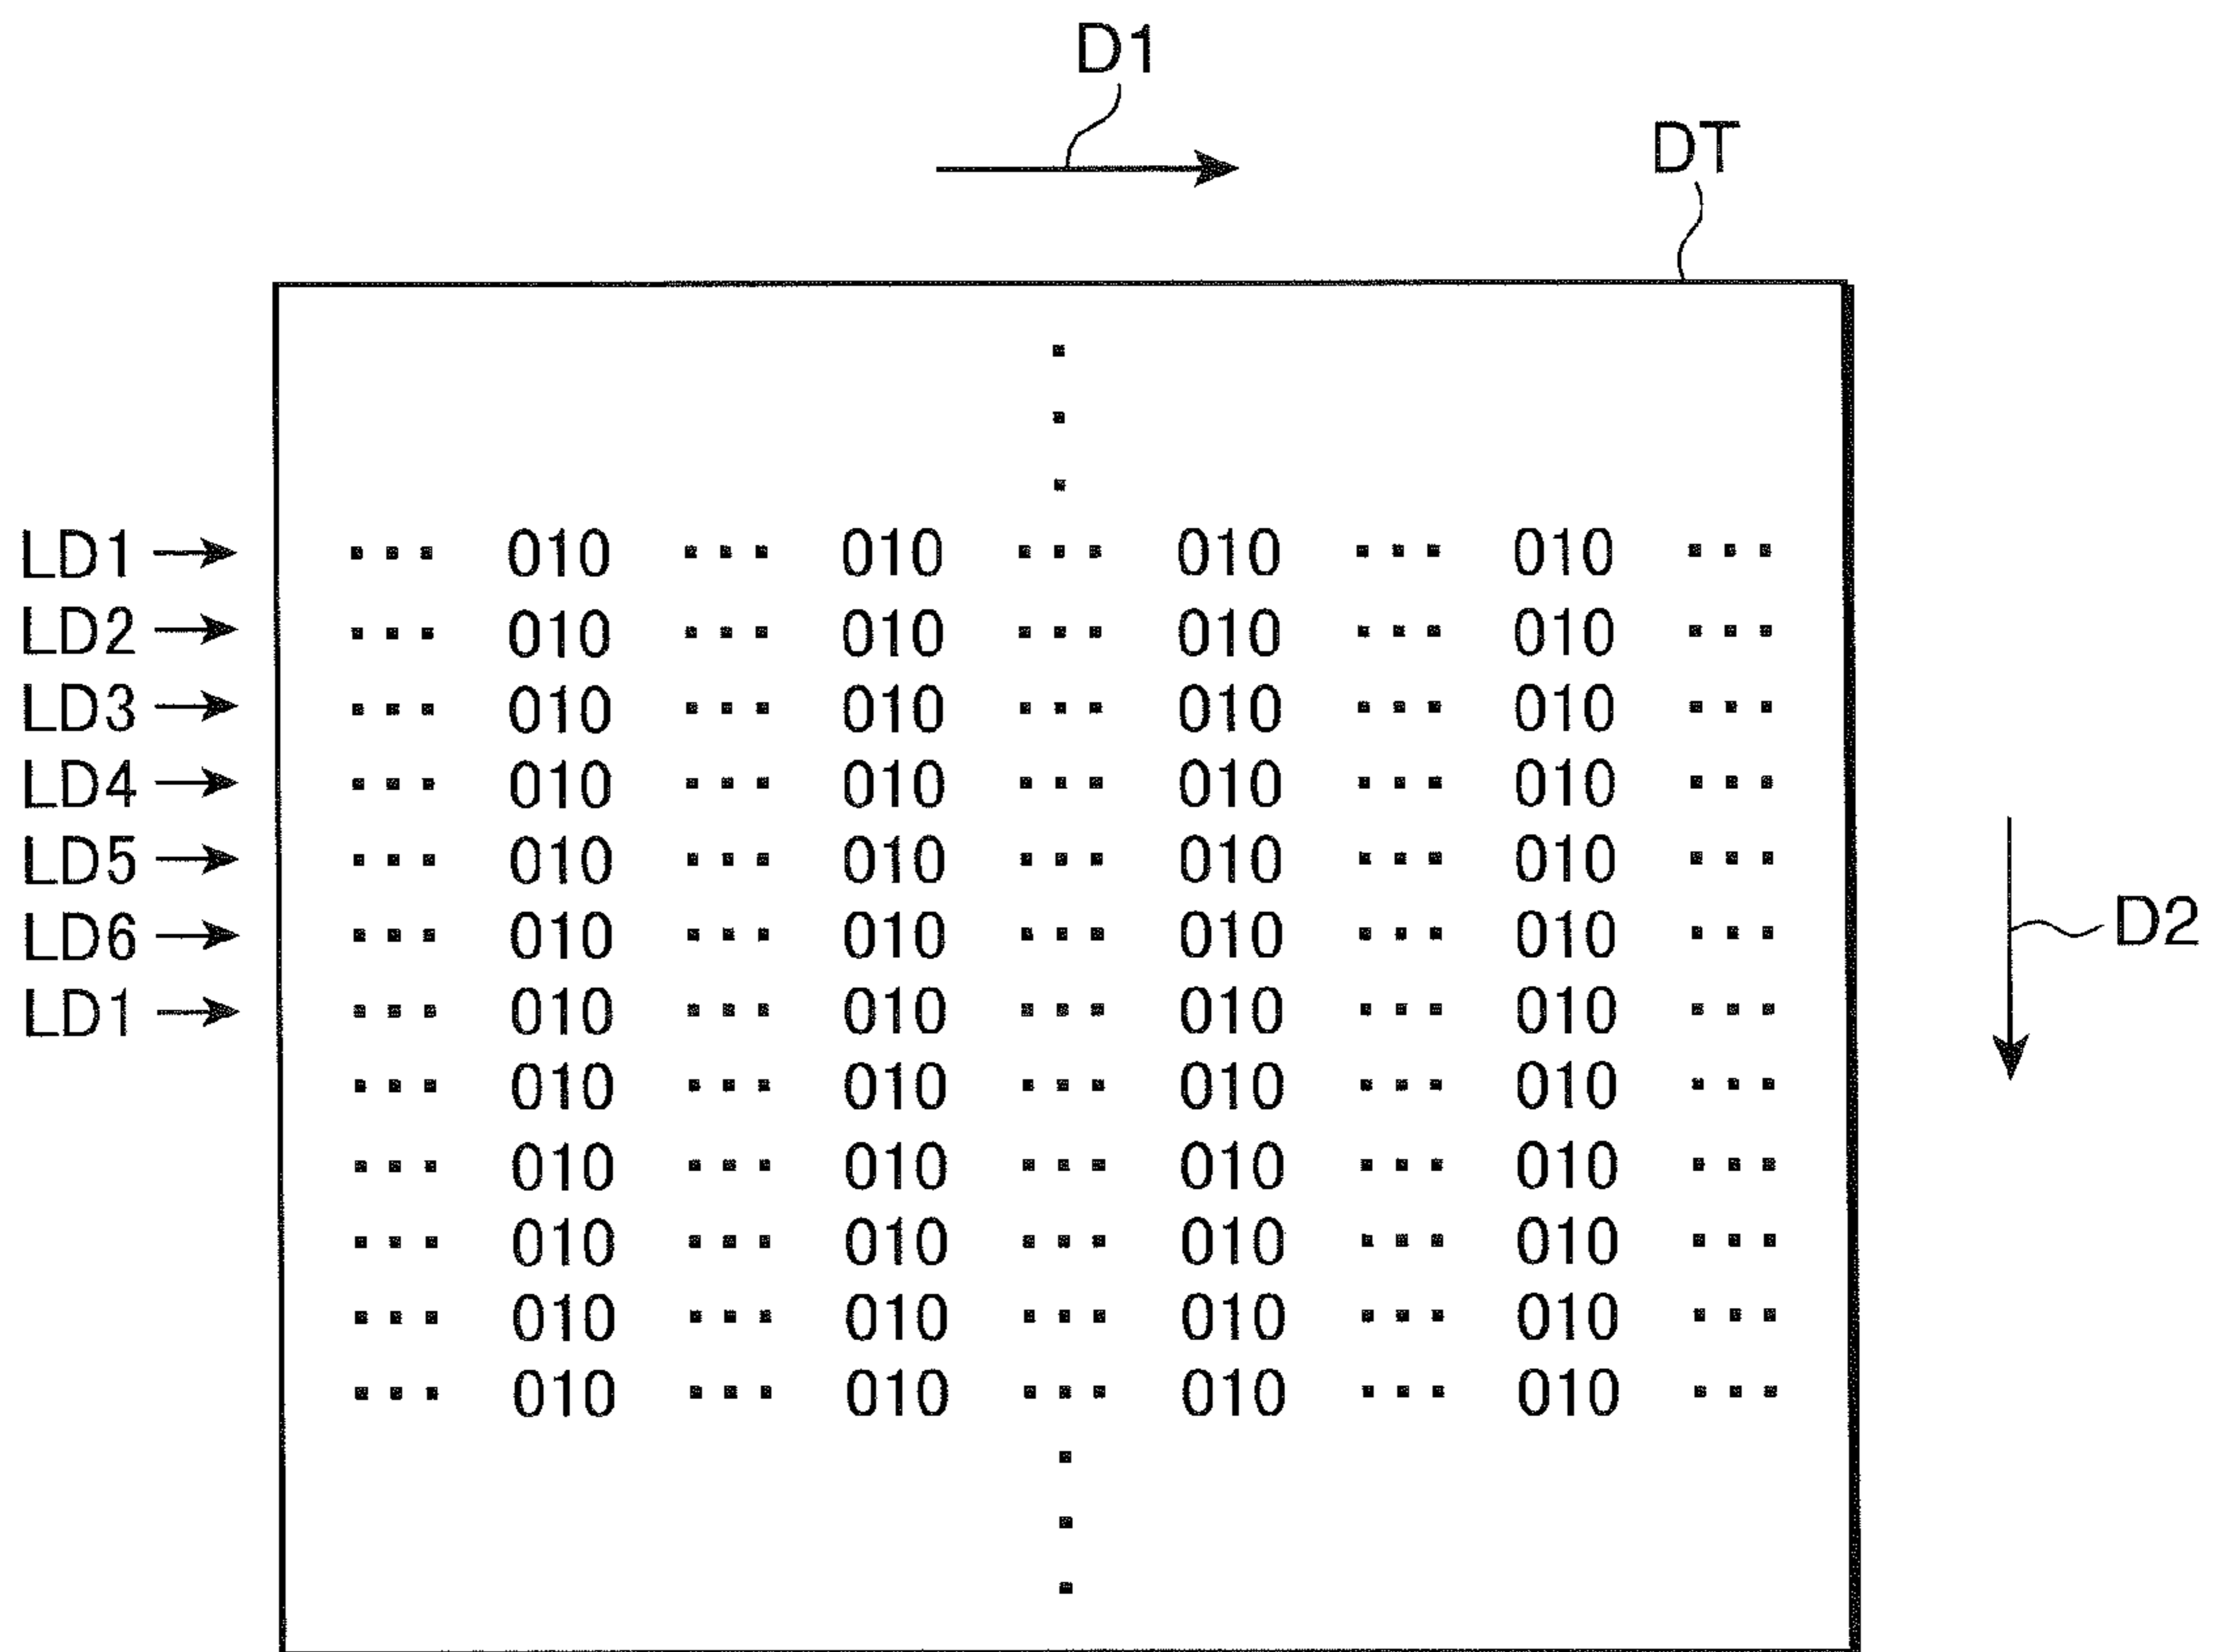 D1
DT
LD1 ▪▪▪ 010 ▪▪▪ 010 ▪▪▪ 010 ▪▪▪ 010 ▪▪▪
LD2 ▪▪▪ 010 ▪▪▪ 010 ▪▪▪ 010 ▪▪▪ 010 ▪▪▪
LD3 ▪▪▪ 010 ▪▪▪ 010 ▪▪▪ 010 ▪▪▪ 010 ▪▪▪
LD4 ▪▪▪ 010 ▪▪▪ 010 ▪▪▪ 010 ▪▪▪ 010 ▪▪▪
LD5 ▪▪▪ 010 ▪▪▪ 010 ▪▪▪ 010 ▪▪▪ 010 ▪▪▪
LD6 ▪▪▪ 010 ▪▪▪ 010 ▪▪▪ 010 ▪▪▪ 010 ▪▪▪ D2
LD1 ▪▪▪ 010 ▪▪▪ 010 ▪▪▪ 010 ▪▪▪ 010 ▪▪▪
▪▪▪ 010 ▪▪▪ 010 ▪▪▪ 010 ▪▪▪ 010 ▪▪▪
▪▪▪ 010 ▪▪▪ 010 ▪▪▪ 010 ▪▪▪ 010 ▪▪▪
▪▪▪ 010 ▪▪▪ 010 ▪▪▪ 010 ▪▪▪ 010 ▪▪▪
▪▪▪ 010 ▪▪▪ 010 ▪▪▪ 010 ▪▪▪ 010 ▪▪▪
▪▪▪ 010 ▪▪▪ 010 ▪▪▪ 010 ▪▪▪ 010 ▪▪▪